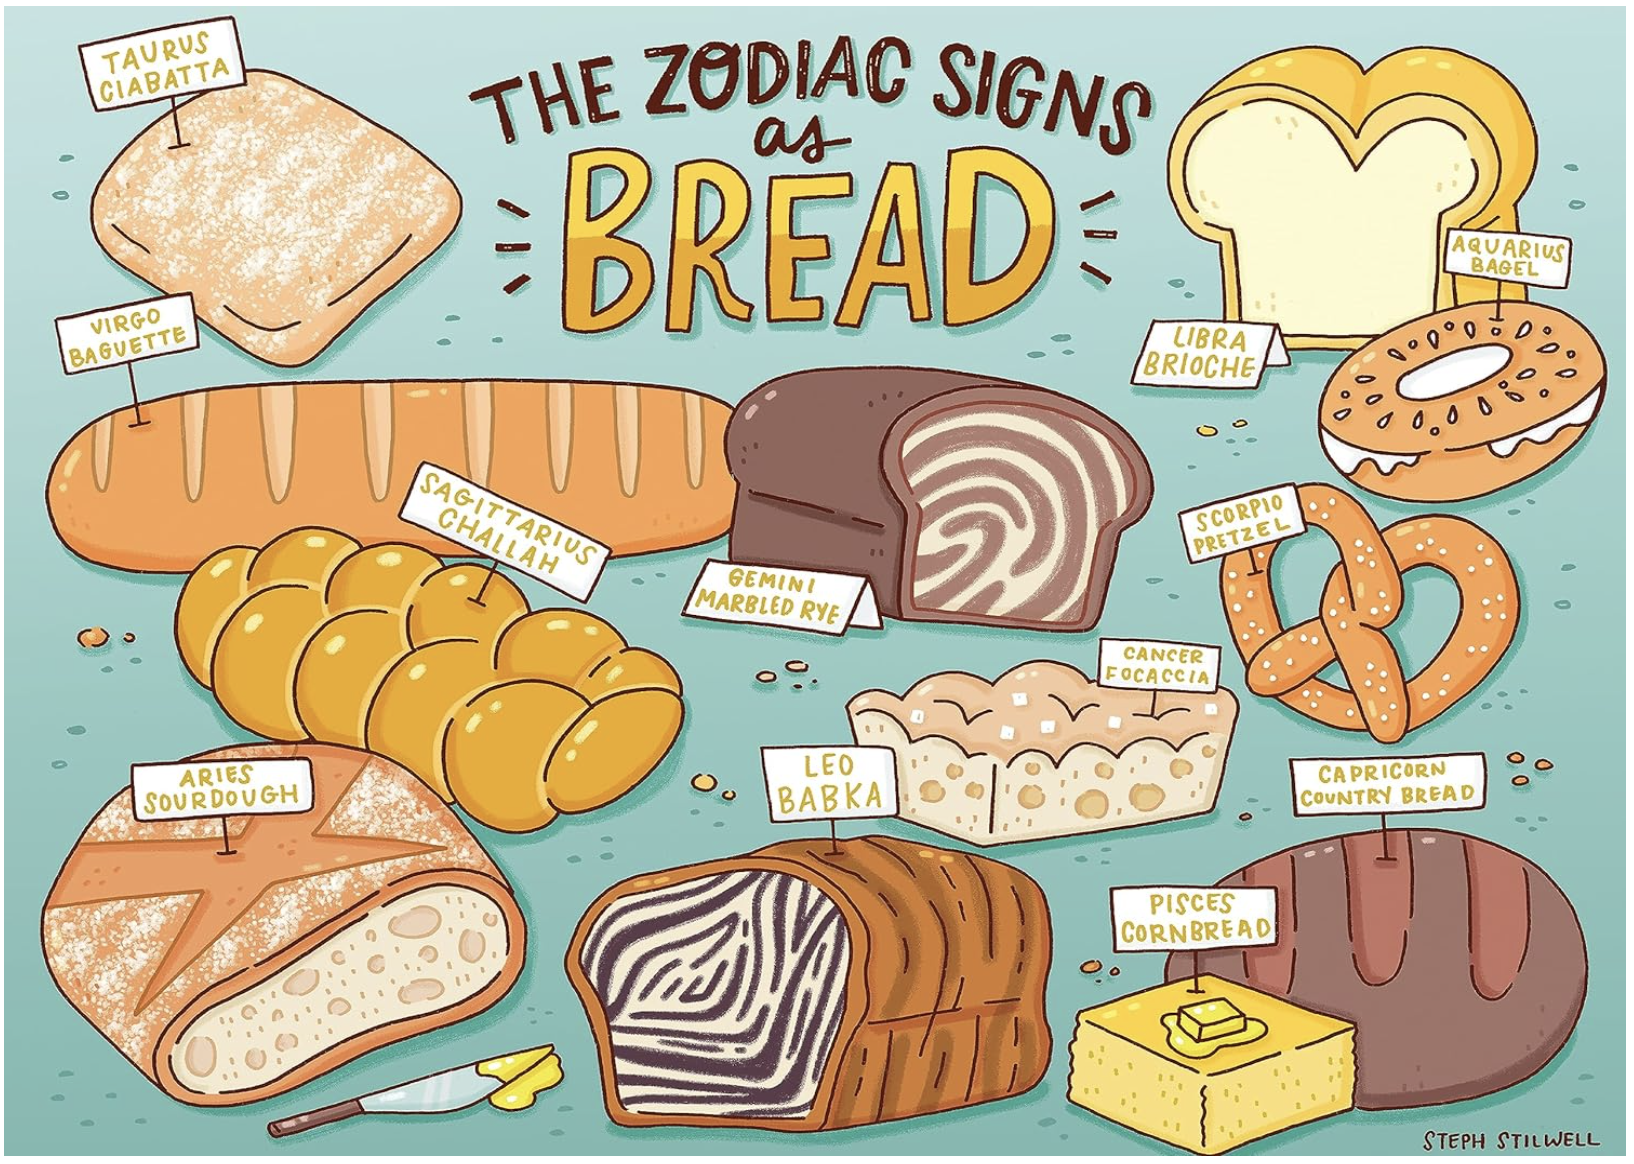 THE ZODIAC SIGNS
as
BREAD
TAURUS
CIABATTA
AQUARIUS
BAGEL
LIBRA
BRIOCHE
VIRGO
BAGUETTE
SAGITTARIUS
CHALLAH
GEMINI
MARBLED RYE
SCORPIO
PRETZEL
CANCER
FOCACCIA
ARIES
SOURDOUGH
LEO
BABKA
CAPRICORN
COUNTRY BREAD
PISCES
CORNBREAD
STEPH STILWELL